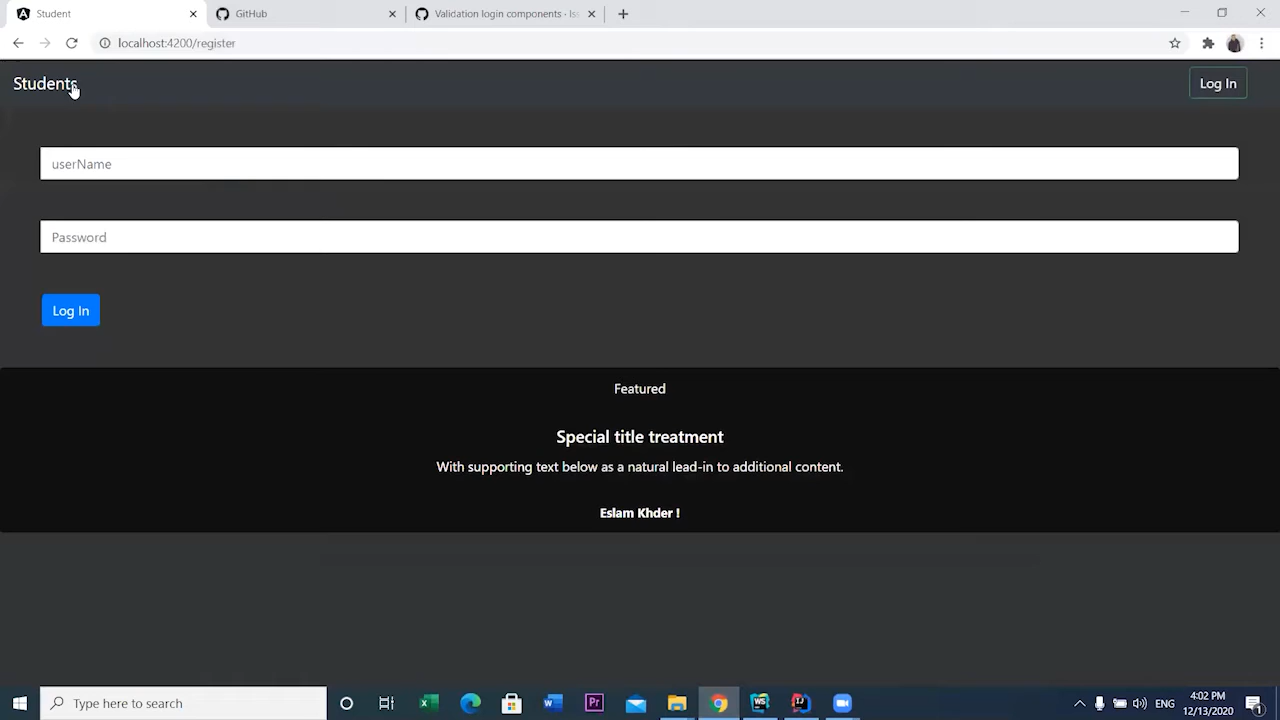 Student
GitHub
Validation login components · Iss
localhost:4200/register
Students
Log In
userName
Password
Log In
Featured
Special title treatment
With supporting text below as a natural lead-in to additional content.
Eslam Khder !
Type here to search
ENG
4:02 PM
12/13/2020